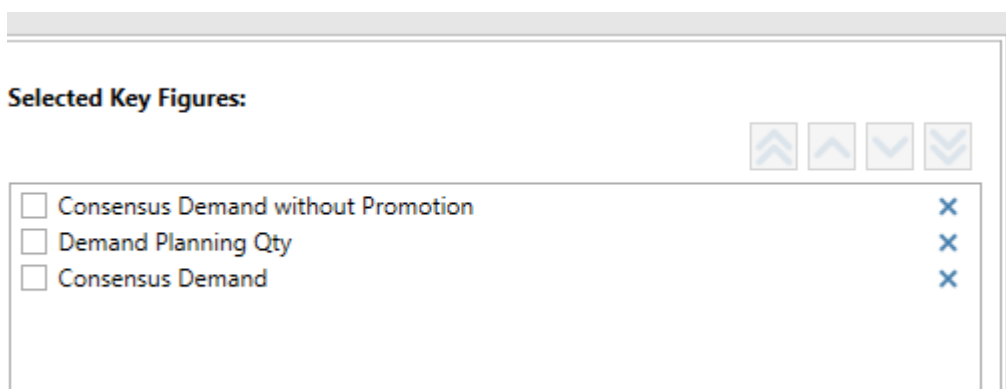 Selected Key Figures:
Consensus Demand without Promotion
Demand Planning Qty
Consensus Demand